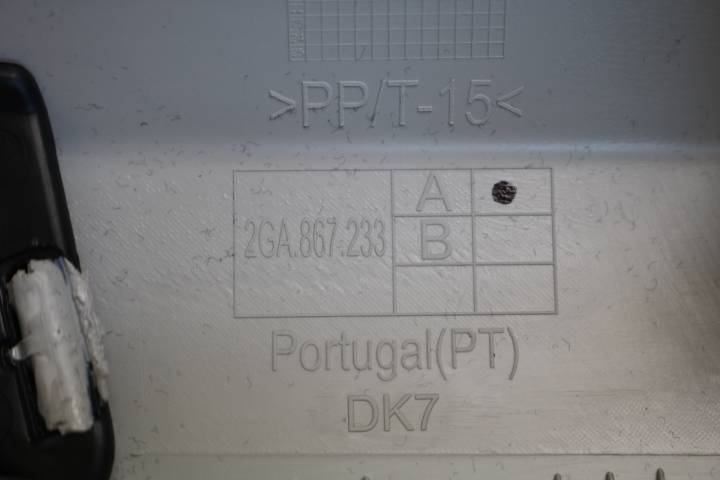 >PP/T-15<
2GA.867.233
A
B
Portugal(PT)
DK7